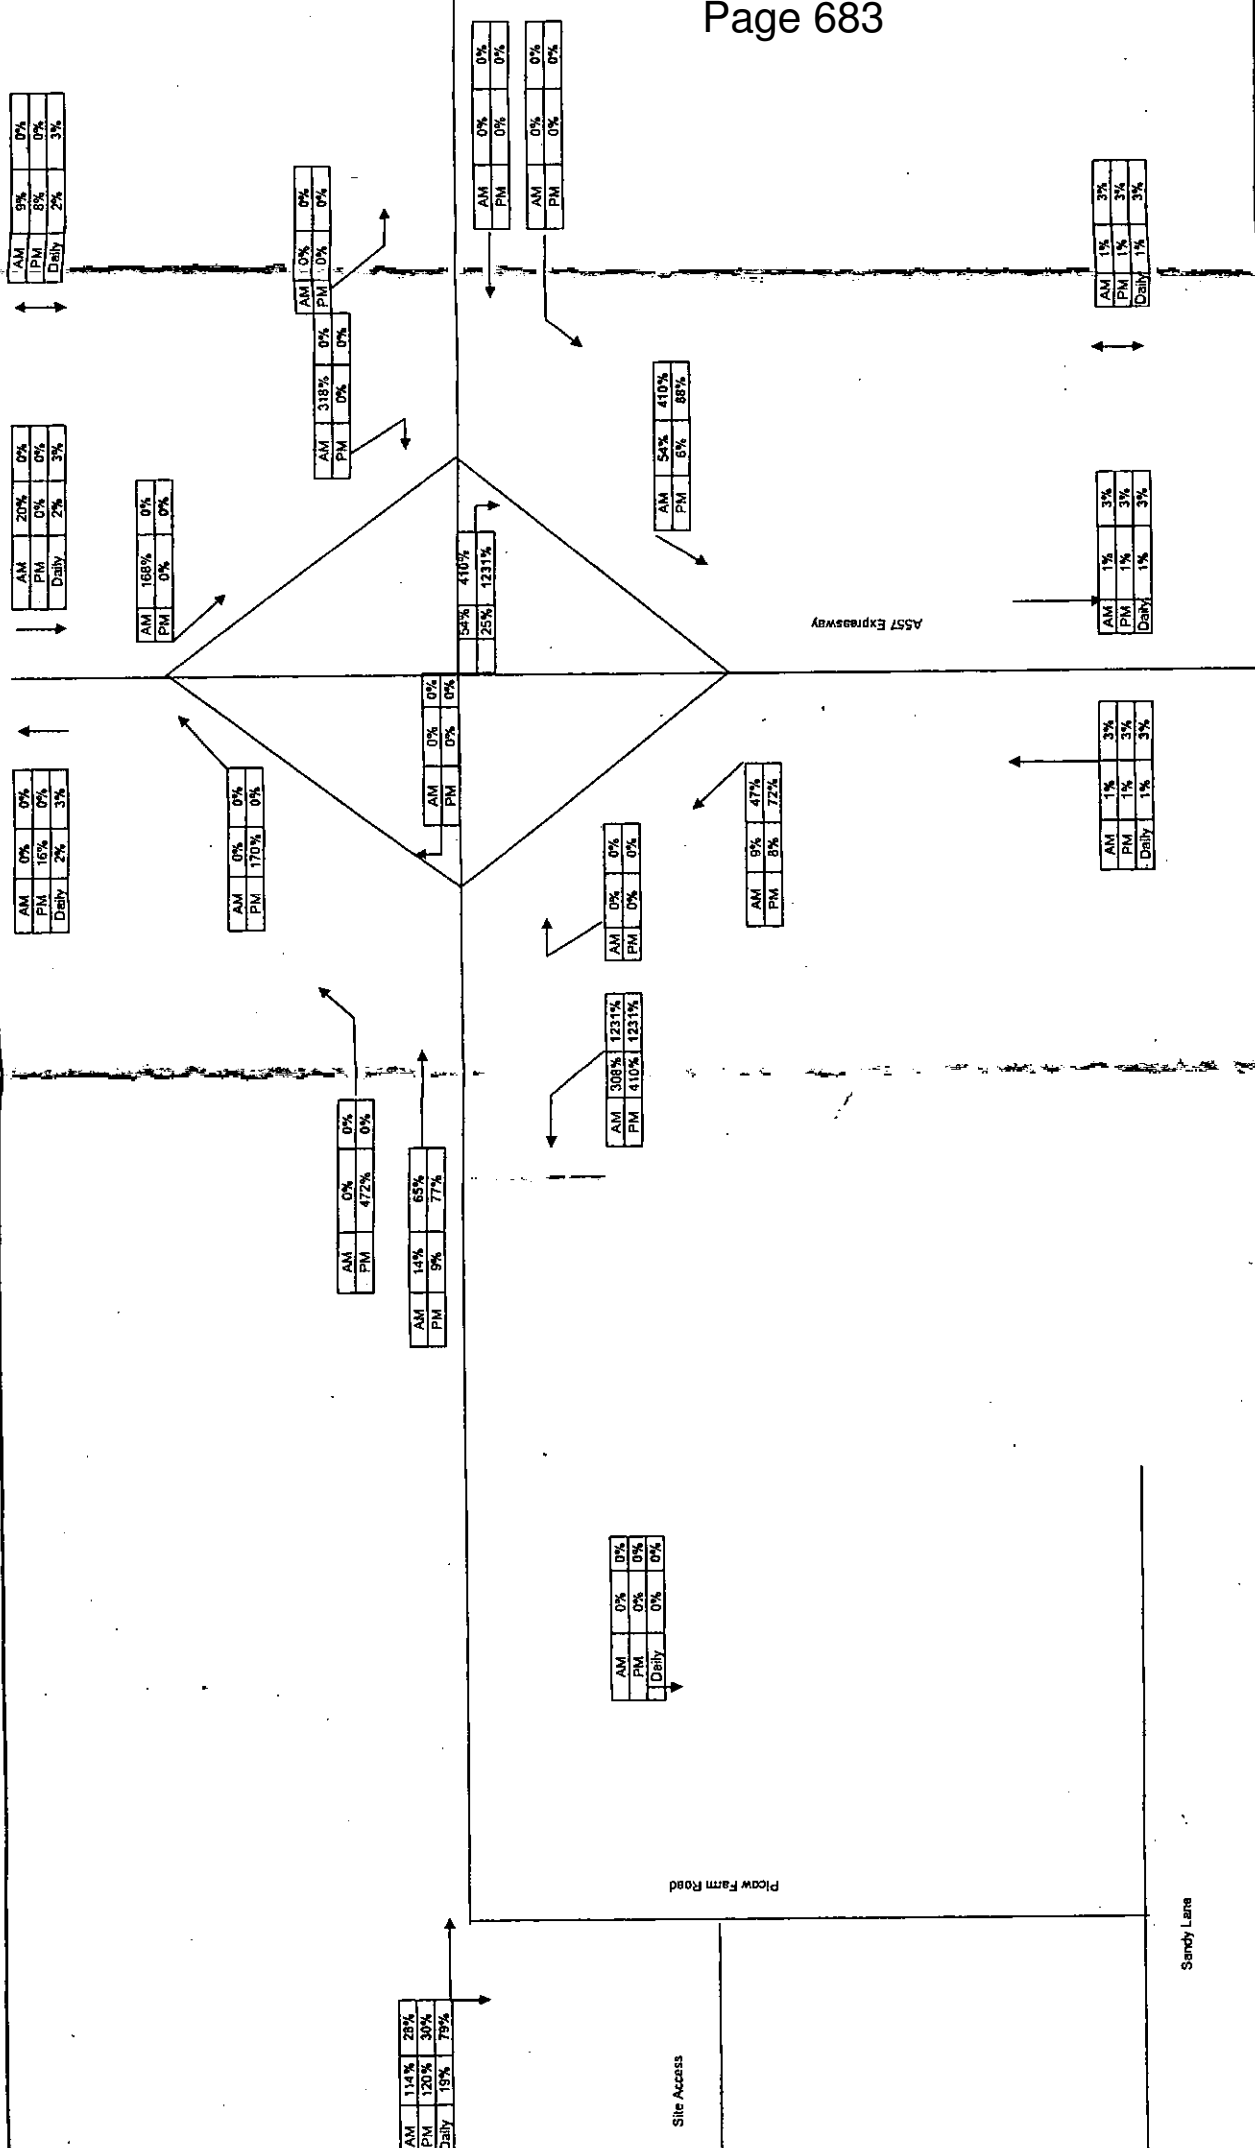 Page 683
AM 0% 0%
PM 0% 0%
AM 0% 0%
PM 0% 0%
AM 9% 0%
PM 8% 0%
Daily 2% 3%
AM 0% 0%
PM 0% 0%
AM 1% 3%
PM 1% 3%
Daily 1% 3%
AM 318% 0%
PM 0% 0%
AM 54% 410%
PM 6% 88%
AM 20% 0%
PM 0% 0%
Daily 2% 3%
AM 168% 0%
PM 0% 0%
54% 410%
25% 1231%
A557 Expressway
AM 1% 3%
PM 1% 3%
Daily 1% 3%
AM 0% 0%
PM 0% 0%
AM 0% 0%
PM 16% 0%
Daily 2% 3%
AM 0% 0%
PM 170% 0%
AM 0% 0%
PM 0% 0%
AM 9% 47%
PM 8% 72%
AM 1% 3%
PM 1% 3%
Daily 1% 3%
AM 308% 1231%
PM 410% 1231%
AM 0% 0%
PM 472% 0%
AM 14% 65%
PM 9% 77%
AM 0% 0%
PM 0% 0%
Daily 0% 0%
Picow Farm Road
Sandy Lane
AM 114% 28%
PM 120% 30%
Daily 19% 79%
Site Access